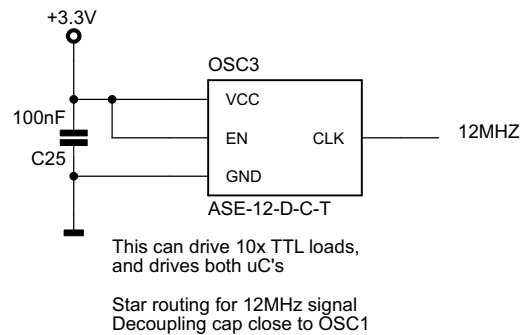 +3.3V
OSC3
VCC
100nF
EN
CLK
12MHZ
C25
GND
ASE-12-D-C-T
This can drive 10x TTL loads,
and drives both uC's
Star routing for 12MHz signal
Decoupling cap close to OSC1